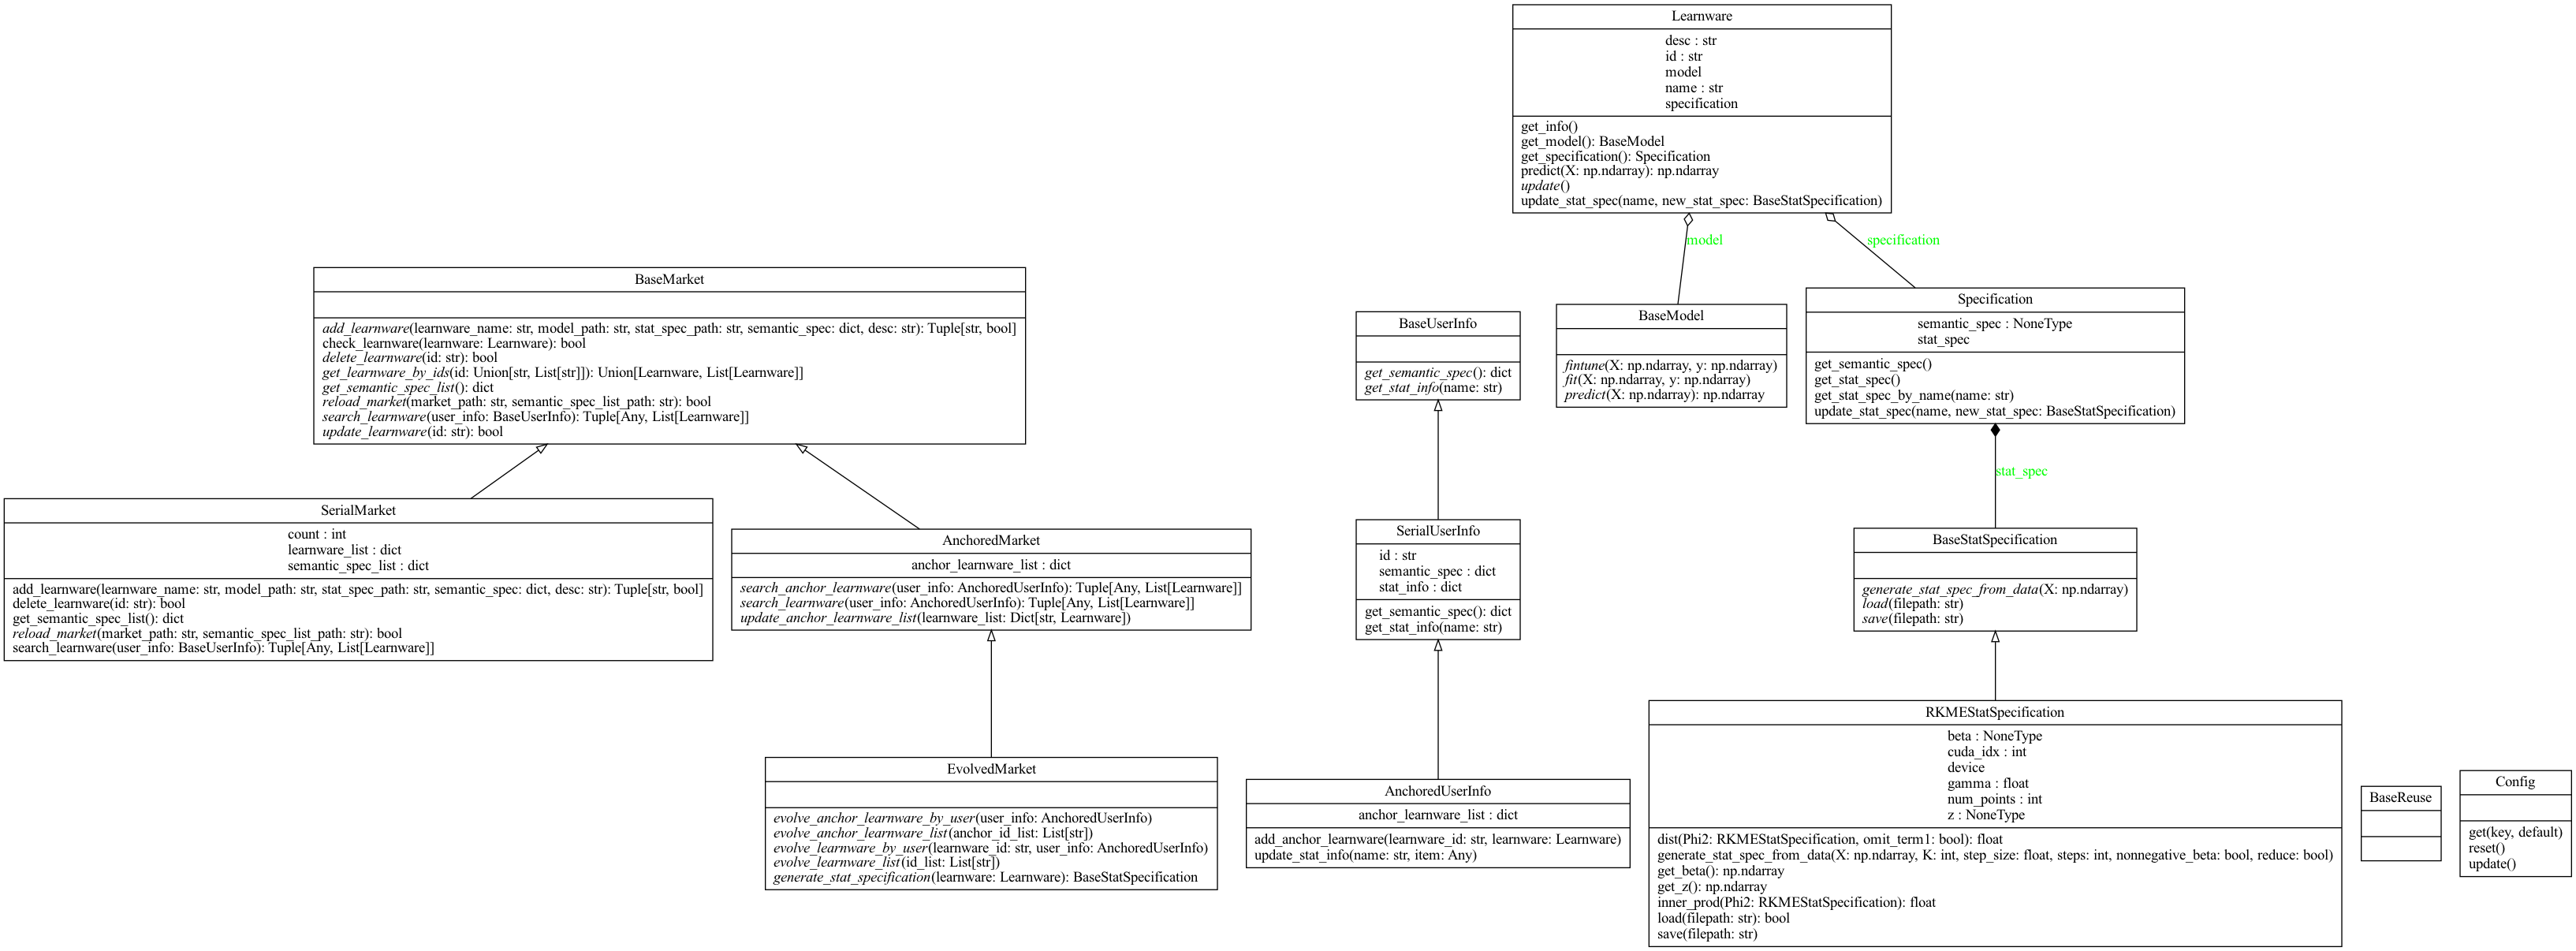 Learnware
desc : str
id : str
model
name : str
specification
get_info()
get_model(): BaseModel
get_specification(): Specification
predict(X: np.ndarray): np.ndarray
update()
update_stat_spec(name, new_stat_spec: BaseStatSpecification)
model
specification
BaseMarket
add_learnware(learnware_name: str, model_path: str, stat_spec_path: str, semantic_spec: dict, desc: str): Tuple[str, bool]
check_learnware(learnware: Learnware): bool
delete_learnware(id: str): bool
get_learnware_by_ids(id: Union[str, List[str]]): Union[Learnware, List[Learnware]]
get_semantic_spec_list(): dict
reload_market(market_path: str, semantic_spec_list_path: str): bool
search_learnware(user_info: BaseUserInfo): Tuple[Any, List[Learnware]]
update_learnware(id: str): bool
BaseUserInfo
get_semantic_spec(): dict
get_stat_info(name: str)
BaseModel
fintune(X: np.ndarray, y: np.ndarray)
fit(X: np.ndarray, y: np.ndarray)
predict(X: np.ndarray): np.ndarray
Specification
semantic_spec : NoneType
stat_spec
get_semantic_spec()
get_stat_spec()
get_stat_spec_by_name(name: str)
update_stat_spec(name, new_stat_spec: BaseStatSpecification)
stat_spec
SerialMarket
count : int
learnware_list : dict
semantic_spec_list : dict
add_learnware(learnware_name: str, model_path: str, stat_spec_path: str, semantic_spec: dict, desc: str): Tuple[str, bool]
delete_learnware(id: str): bool
get_semantic_spec_list(): dict
reload_market(market_path: str, semantic_spec_list_path: str): bool
search_learnware(user_info: BaseUserInfo): Tuple[Any, List[Learnware]]
AnchoredMarket
anchor_learnware_list : dict
search_anchor_learnware(user_info: AnchoredUserInfo): Tuple[Any, List[Learnware]]
search_learnware(user_info: AnchoredUserInfo): Tuple[Any, List[Learnware]]
update_anchor_learnware_list(learnware_list: Dict[str, Learnware])
SerialUserInfo
id : str
semantic_spec : dict
stat_info : dict
get_semantic_spec(): dict
get_stat_info(name: str)
BaseStatSpecification
generate_stat_spec_from_data(X: np.ndarray)
load(filepath: str)
save(filepath: str)
EvolvedMarket
evolve_anchor_learnware_by_user(user_info: AnchoredUserInfo)
evolve_anchor_learnware_list(anchor_id_list: List[str])
evolve_learnware_by_user(learnware_id: str, user_info: AnchoredUserInfo)
evolve_learnware_list(id_list: List[str])
generate_stat_specification(learnware: Learnware): BaseStatSpecification
AnchoredUserInfo
anchor_learnware_list : dict
add_anchor_learnware(learnware_id: str, learnware: Learnware)
update_stat_info(name: str, item: Any)
RKMEStatSpecification
beta : NoneType
cuda_idx : int
device
gamma : float
num_points : int
z : NoneType
dist(Phi2: RKMEStatSpecification, omit_term1: bool): float
generate_stat_spec_from_data(X: np.ndarray, K: int, step_size: float, steps: int, nonnegative_beta: bool, reduce: bool)
get_beta(): np.ndarray
get_z(): np.ndarray
inner_prod(Phi2: RKMEStatSpecification): float
load(filepath: str): bool
save(filepath: str)
BaseReuse
Config
get(key, default)
reset()
update()